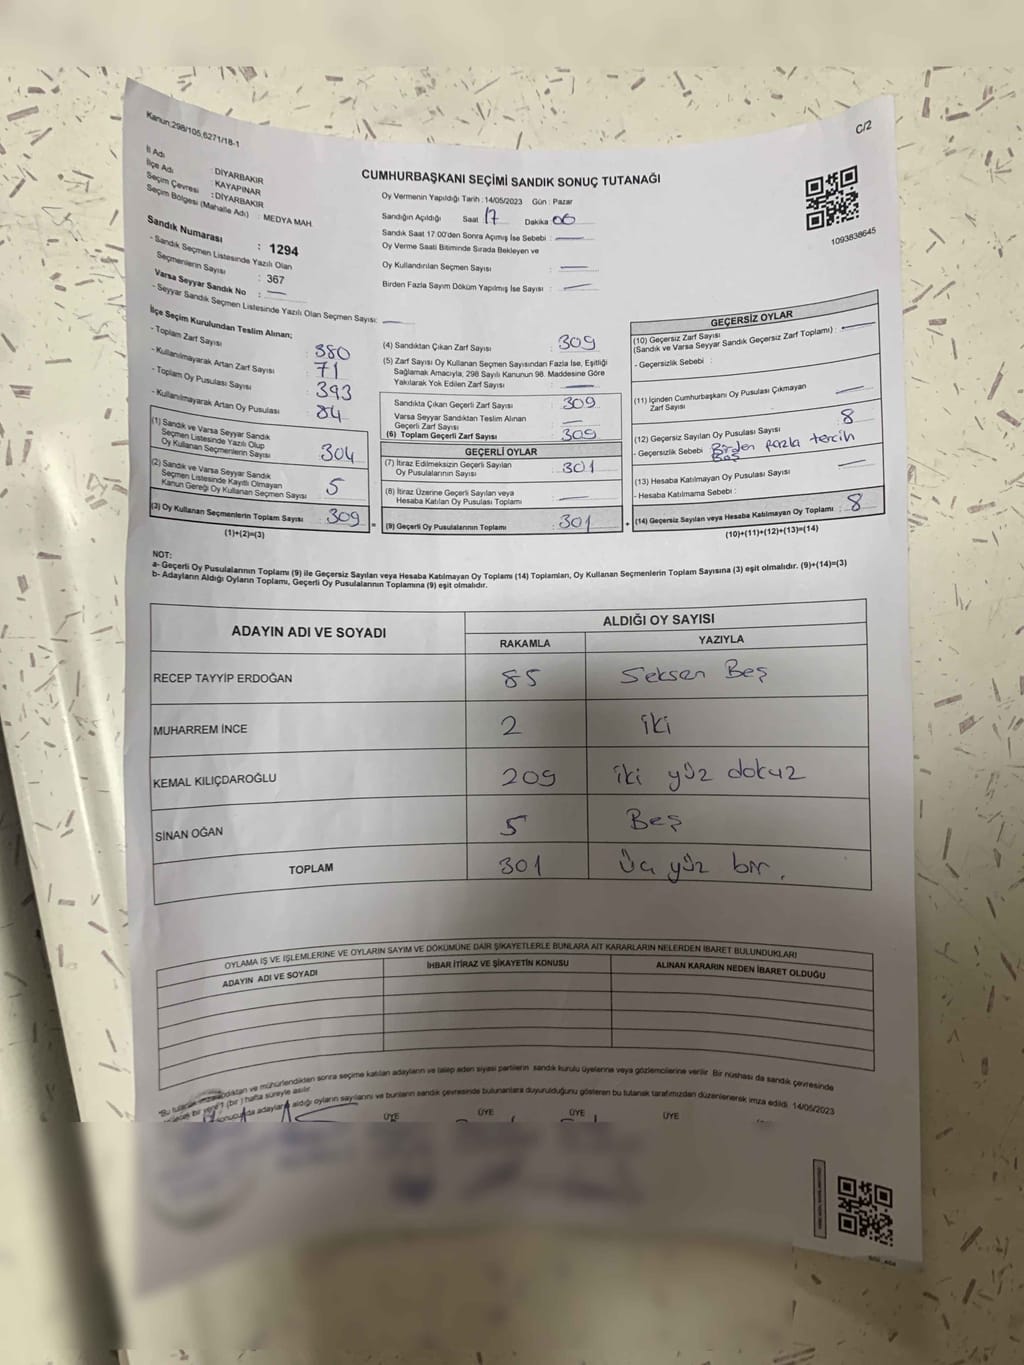 Kanun:298/105,6271/18-1
C/2
İl Adı : DİYARBAKIR
İlçe Adı : KAYAPINAR
Seçim Çevresi : DİYARBAKIR
Seçim Bölgesi (Mahalle Adı) : MEDYA MAH
Sandık Numarası : 1294
- Sandık Seçmen Listesinde Yazılı Olan
Seçmenlerin Sayısı : 367
Varsa Seyyar Sandık No : —
- Seyyar Sandık Seçmen Listesinde Yazılı Olan Seçmen Sayısı: —
CUMHURBAŞKANI SEÇİMİ SANDIK SONUÇ TUTANAĞI
Oy Vermenin Yapıldığı Tarih : 14/05/2023 Gün : Pazar
Sandığın Açıldığı Saat 17 Dakika 06
Sandık Saat 17:00'den Sonra Açımış İse Sebebi : —
Oy Verme Saati Bitiminde Sırada Bekleyen ve
Oy Kullandırılan Seçmen Sayısı : —
Birden Fazla Sayım Döküm Yapılmış İse Sayısı : —
1093838645
İlçe Seçim Kurulundan Teslim Alınan;
- Toplam Zarf Sayısı : 380
- Kullanılmayarak Artan Zarf Sayısı : 71
- Toplam Oy Pusulası Sayısı : 393
- Kullanılmayarak Artan Oy Pusulası : 84
(1) Sandık ve Varsa Seyyar Sandık
Seçmen Listesinde Yazılı Olup
Oy Kullanan Seçmenlerin Sayısı 304
(2) Sandık ve Varsa Seyyar Sandık
Seçmen Listesinde Kayıtlı Olmayan
Kanun Gereği Oy Kullanan Seçmen Sayısı 5
(3) Oy Kullanan Seçmenlerin Toplam Sayısı 309
(1)+(2)=(3)
(4) Sandıktan Çıkan Zarf Sayısı : 309
(5) Zarf Sayısı Oy Kullanan Seçmen Sayısından Fazla İse, Eşitliği
Sağlamak Amacıyla, 298 Sayılı Kanunun 98. Maddesine Göre
Yakılarak Yok Edilen Zarf Sayısı : —
Sandıkta Çıkan Geçerli Zarf Sayısı : 309
Varsa Seyyar Sandıktan Teslim Alınan
Geçerli Zarf Sayısı : —
(6) Toplam Geçerli Zarf Sayısı : 309
GEÇERLİ OYLAR
(7) İtiraz Edilmeksizin Geçerli Sayılan
Oy Pusulalarının Sayısı : 301
(8) İtiraz Üzerine Geçerli Sayılan veya
Hesaba Katılan Oy Pusulası Toplamı : —
(9) Geçerli Oy Pusulalarının Toplamı : 301
GEÇERSİZ OYLAR
(10) Geçersiz Zarf Sayısı
(Sandık ve Varsa Seyyar Sandık Geçersiz Zarf Toplamı) : —
- Geçersizlik Sebebi :
(11) İçinden Cumhurbaşkanı Oy Pusulası Çıkmayan
Zarf Sayısı —
(12) Geçersiz Sayılan Oy Pusulası Sayısı 8
- Geçersizlik Sebebi Birden fazla tercih
Boş
(13) Hesaba Katılmayan Oy Pusulası Sayısı —
- Hesaba Katılmama Sebebi :
(14) Geçersiz Sayılan veya Hesaba Katılmayan Oy Toplamı : 8
(10)+(11)+(12)+(13)=(14)
NOT:
a- Geçerli Oy Pusulalarının Toplamı (9) ile Geçersiz Sayılan veya Hesaba Katılmayan Oy Toplamı (14) Toplamları, Oy Kullanan Seçmenlerin Toplam Sayısına (3) eşit olmalıdır. (9)+(14)=(3)
b- Adayların Aldığı Oyların Toplamı, Geçerli Oy Pusulalarının Toplamına (9) eşit olmalıdır.
ADAYIN ADI VE SOYADI ALDIĞI OY SAYISI
RAKAMLA YAZIYLA
RECEP TAYYİP ERDOĞAN 85 Seksen Beş
MUHARREM İNCE 2 iki
KEMAL KILIÇDAROĞLU 209 iki yüz dokuz
SİNAN OĞAN 5 Beş
TOPLAM 301 Üç yüz bir.
OYLAMA İŞ VE İŞLEMLERİNE VE OYLARIN SAYIM VE DÖKÜMÜNE DAİR ŞİKAYETLERLE BUNLARA AİT KARARLARIN NELERDEN İBARET BULUNDUKLARI
ADAYIN ADI VE SOYADI İHBAR İTİRAZ VE ŞİKAYETİN KONUSU ALINAN KARARIN NEDEN İBARET OLDUĞU
ve mühürlendikten sonra seçime katılan adayların ve talep eden siyasi partilerin sandık kurulu üyelerine veya gözlemcilerine verilir. Bir nüshası da sandık çevresinde
bir yere 1 (bir ) hafta süreyle asılır.
adayların aldığı oyların sayılarını ve bunların sandık çevresinde bulunanlara duyurulduğunu gösteren bu tutanak tarafımızdan düzenlenerek imza edildi. 14/05/2023
ÜYE ÜYE ÜYE ÜYE